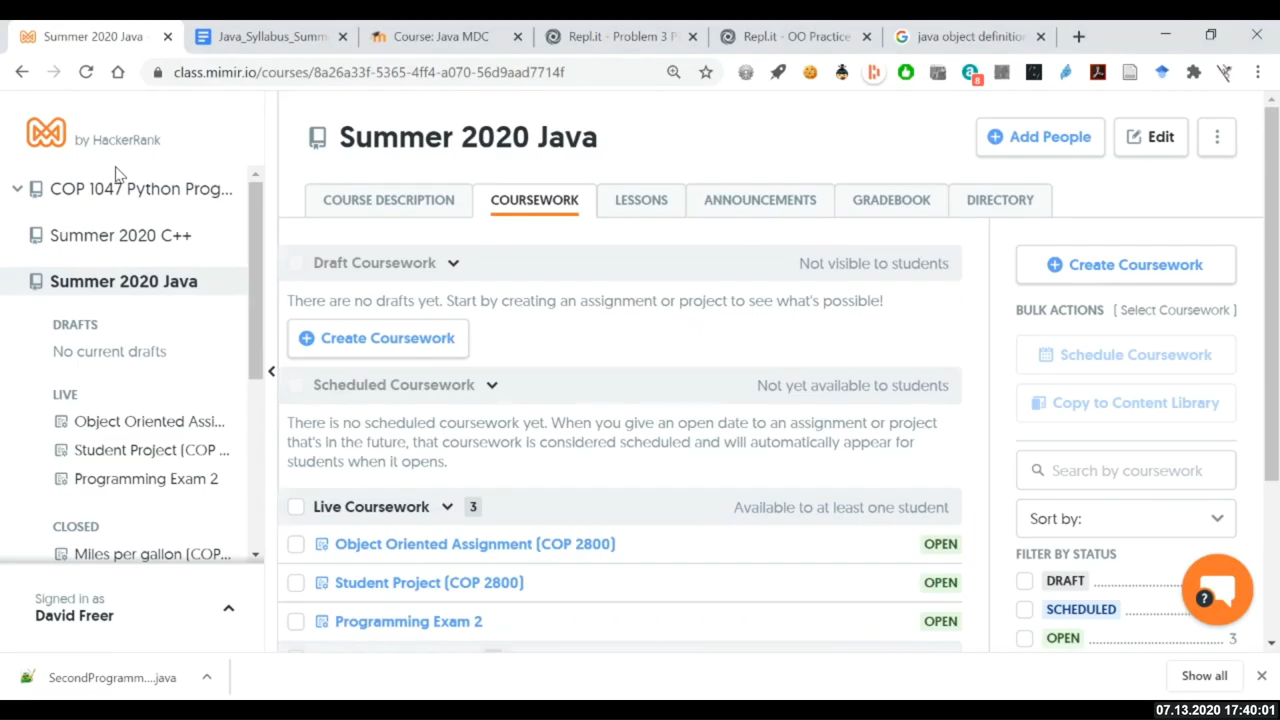 Summer 2020 Java
Java_Syllabus_Summ
Course: Java MDC
Repl.it - Problem 3 P
Repl.it - OO Practice
java object definitio
class.mimir.io/courses/8a26a33f-5365-4ff4-a070-56d9aad7714f
8
by HackerRank
COP 1047 Python Prog...
Summer 2020 C++
Summer 2020 Java
DRAFTS
No current drafts
LIVE
Object Oriented Assi...
Student Project (COP ...
Programming Exam 2
CLOSED
Miles per gallon (COP...
Signed in as
David Freer
Summer 2020 Java
Add People
Edit
COURSE DESCRIPTION
COURSEWORK
LESSONS
ANNOUNCEMENTS
GRADEBOOK
DIRECTORY
Draft Coursework
Not visible to students
There are no drafts yet. Start by creating an assignment or project to see what's possible!
Create Coursework
Scheduled Coursework
Not yet available to students
There is no scheduled coursework yet. When you give an open date to an assignment or project
that's in the future, that coursework is considered scheduled and will automatically appear for
students when it opens.
Live Coursework 3
Available to at least one student
Object Oriented Assignment (COP 2800) OPEN
Student Project (COP 2800) OPEN
Programming Exam 2 OPEN
Create Coursework
BULK ACTIONS [ Select Coursework ]
Schedule Coursework
Copy to Content Library
Search by coursework
Sort by:
FILTER BY STATUS
DRAFT
SCHEDULED
OPEN 3
?
SecondProgramm....java
Show all
07.13.2020 17:40:01